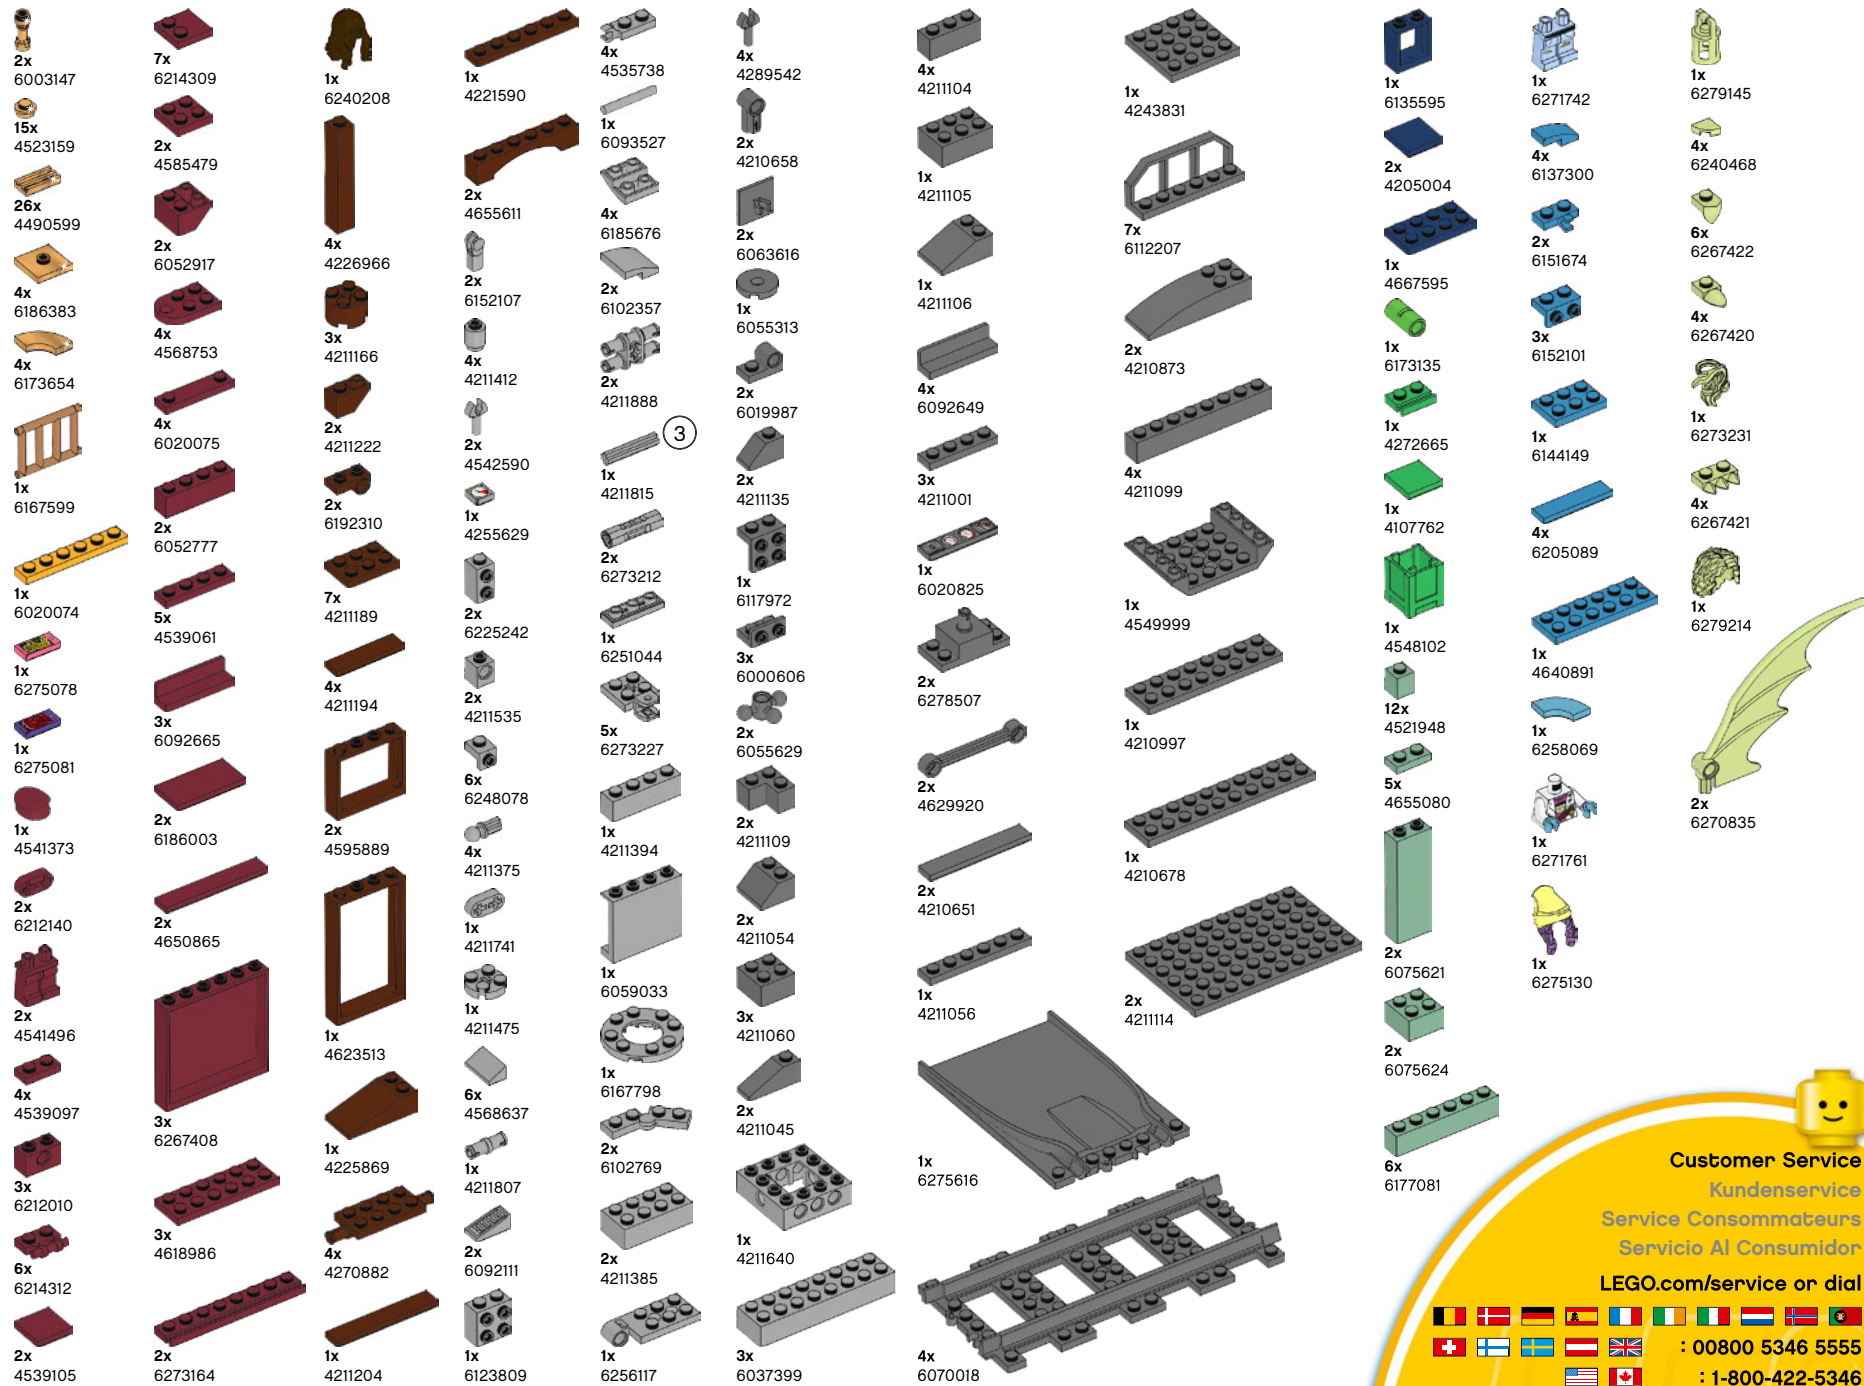 2x
6003147
15x
4523159
26x
4490599
4x
6186383
4x
6173654
1x
6167599
1x
6020074
1x
6275078
1x
6275081
1x
4541373
2x
6212140
2x
4541496
4x
4539097
3x
6212010
6x
6214312
2x
4539105
7x
6214309
2x
4585479
2x
6052917
4x
4568753
4x
6020075
2x
6052777
5x
4539061
3x
6092665
2x
6186003
2x
4650865
3x
6267408
3x
4618986
2x
6273164
1x
6240208
4x
4226966
3x
4211166
2x
4211222
2x
6192310
7x
4211189
4x
4211194
2x
4595889
1x
4623513
1x
4225869
4x
4270882
1x
4211204
1x
4221590
2x
4655611
2x
6152107
4x
4211412
2x
4542590
1x
4255629
2x
6225242
2x
4211535
6x
6248078
4x
4211375
1x
4211741
1x
4211475
6x
4568637
1x
4211807
2x
6092111
1x
6123809
4x
4535738
1x
6093527
4x
6185676
2x
6102357
2x
4211888
3
1x
4211815
2x
6273212
1x
6251044
5x
6273227
1x
4211394
1x
6059033
1x
6167798
2x
6102769
2x
4211385
1x
6256117
4x
4289542
2x
4210658
2x
6063616
1x
6055313
2x
6019987
2x
4211135
1x
6117972
3x
6000606
2x
6055629
2x
4211109
2x
4211054
3x
4211060
2x
4211045
1x
4211640
3x
6037399
4x
4211104
1x
4211105
1x
4211106
4x
6092649
3x
4211001
1x
6020825
2x
6278507
2x
4629920
2x
4210651
1x
4211056
1x
6275616
4x
6070018
1x
4243831
7x
6112207
2x
4210873
4x
4211099
1x
4549999
1x
4210997
1x
4210678
2x
4211114
1x
6135595
2x
4205004
1x
4667595
1x
6173135
1x
4272665
1x
4107762
1x
4548102
12x
4521948
5x
4655080
2x
6075621
2x
6075624
6x
6177081
1x
6271742
4x
6137300
2x
6151674
3x
6152101
1x
6144149
4x
6205089
1x
4640891
1x
6258069
1x
6271761
1x
6275130
1x
6279145
4x
6240468
6x
6267422
4x
6267420
1x
6273231
4x
6267421
1x
6279214
2x
6270835
Customer Service
Kundenservice
Service Consommateurs
Servicio Al Consumidor
LEGO.com/service or dial
: 00800 5346 5555
: 1-800-422-5346